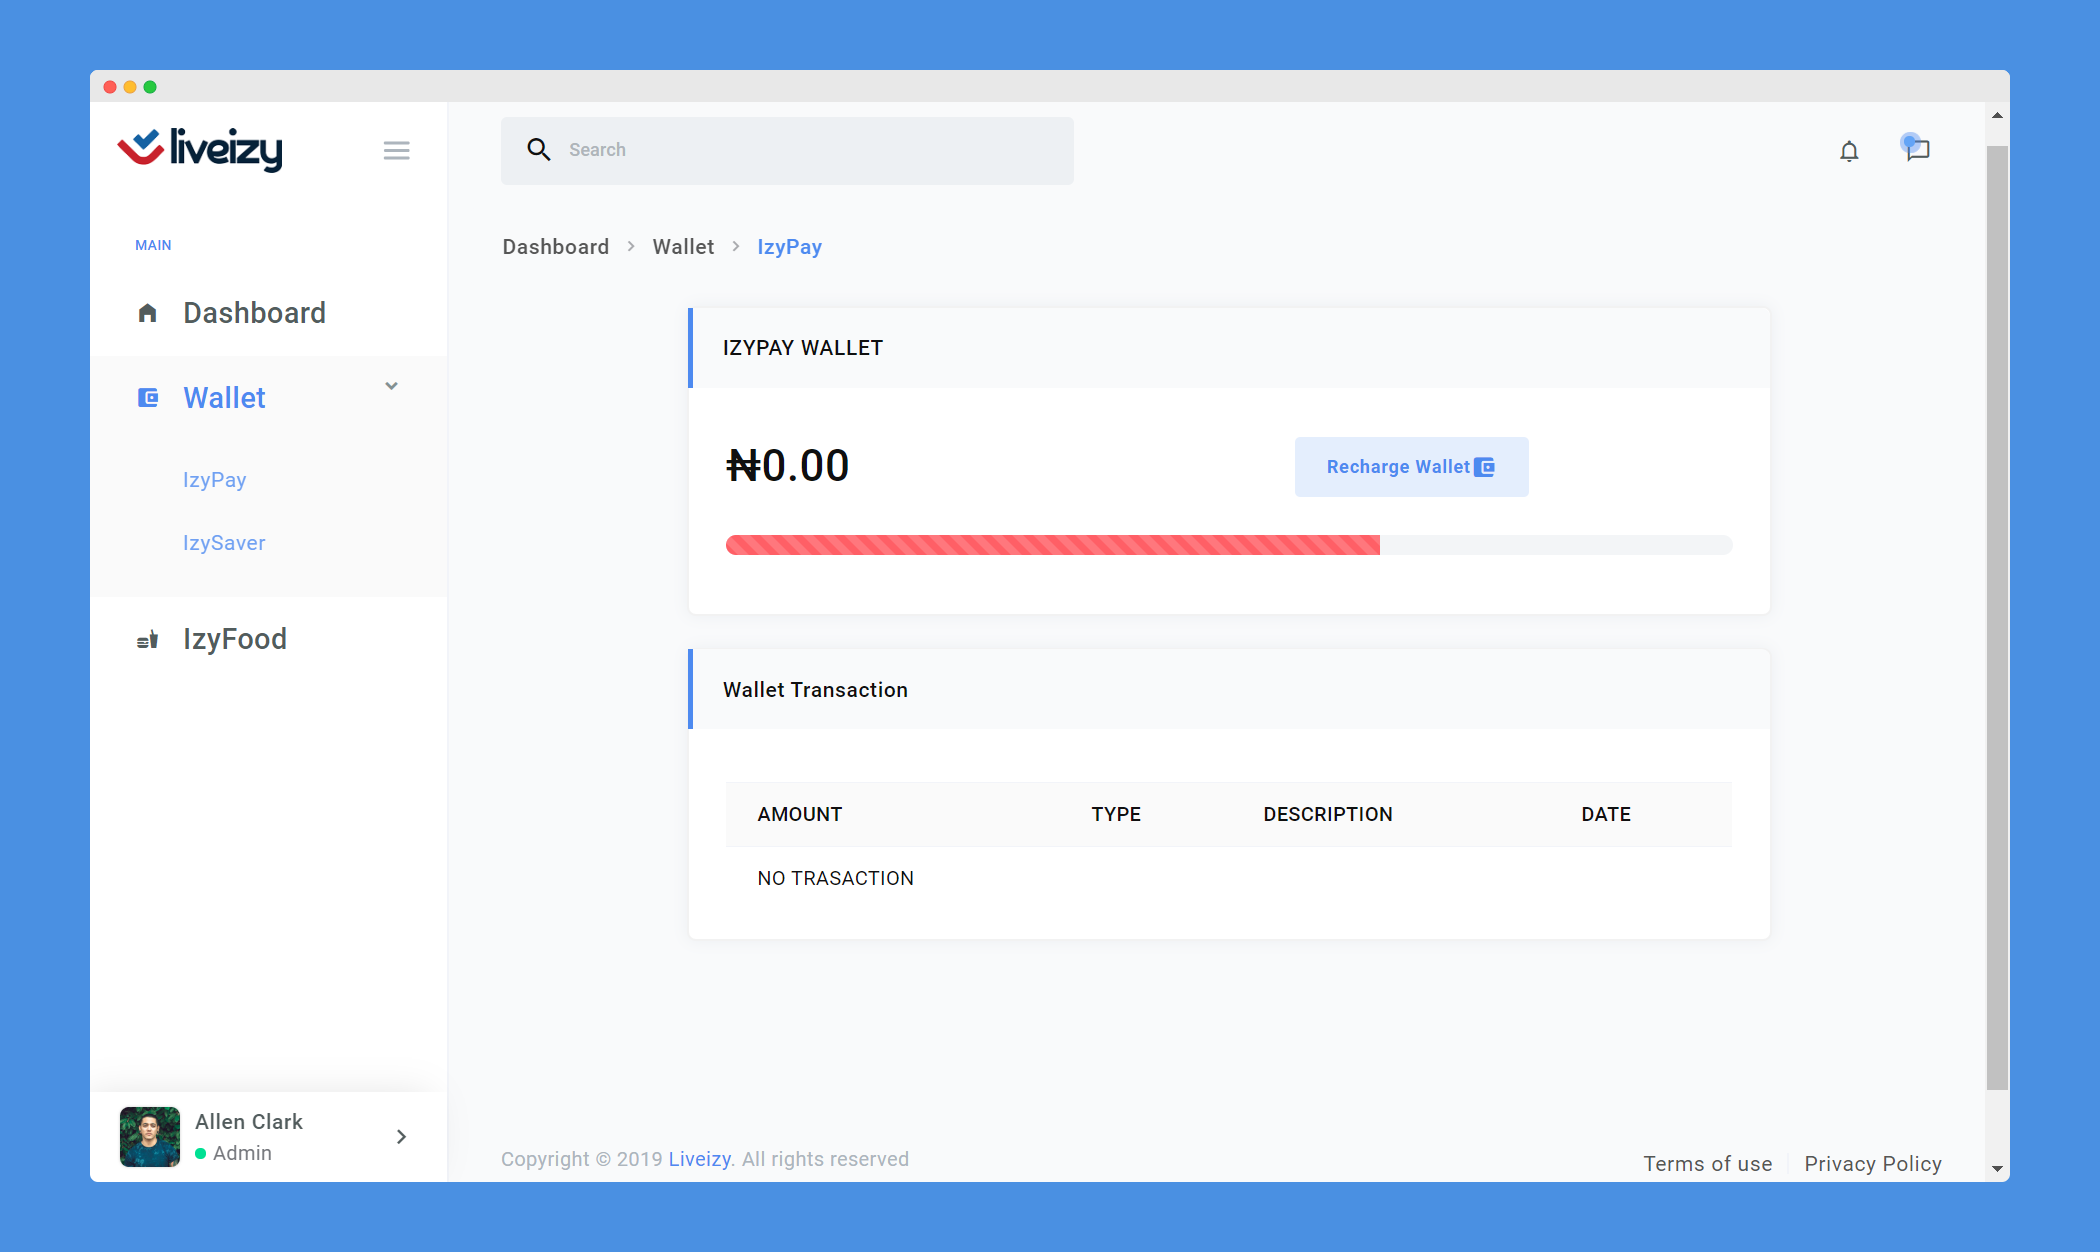 liveizy
Search
MAIN
Dashboard
Wallet
IzyPay
IzySaver
IzyFood
Allen Clark
Admin
Dashboard > Wallet > IzyPay
IZYPAY WALLET
₦0.00
Recharge Wallet
Wallet Transaction
AMOUNT TYPE DESCRIPTION DATE
NO TRASACTION
Copyright © 2019 Liveizy. All rights reserved
Terms of use Privacy Policy